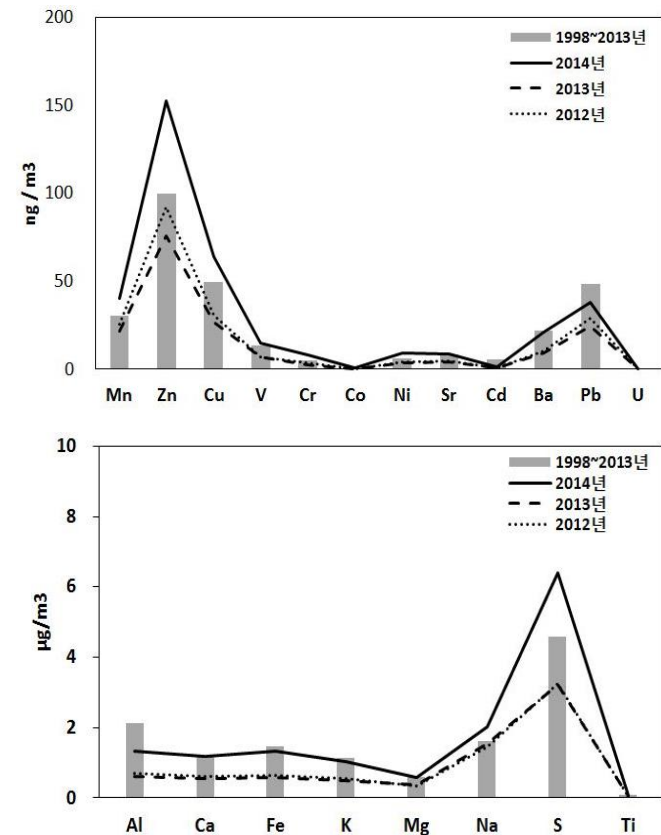 200
150
100
50
0
ng / m3
1998~2013년
2014년
2013년
2012년
Mn Zn Cu V Cr Co Ni Sr Cd Ba Pb U
10
8
6
4
2
0
μg/m3
1998~2013년
2014년
2013년
2012년
Al Ca Fe K Mg Na S Ti